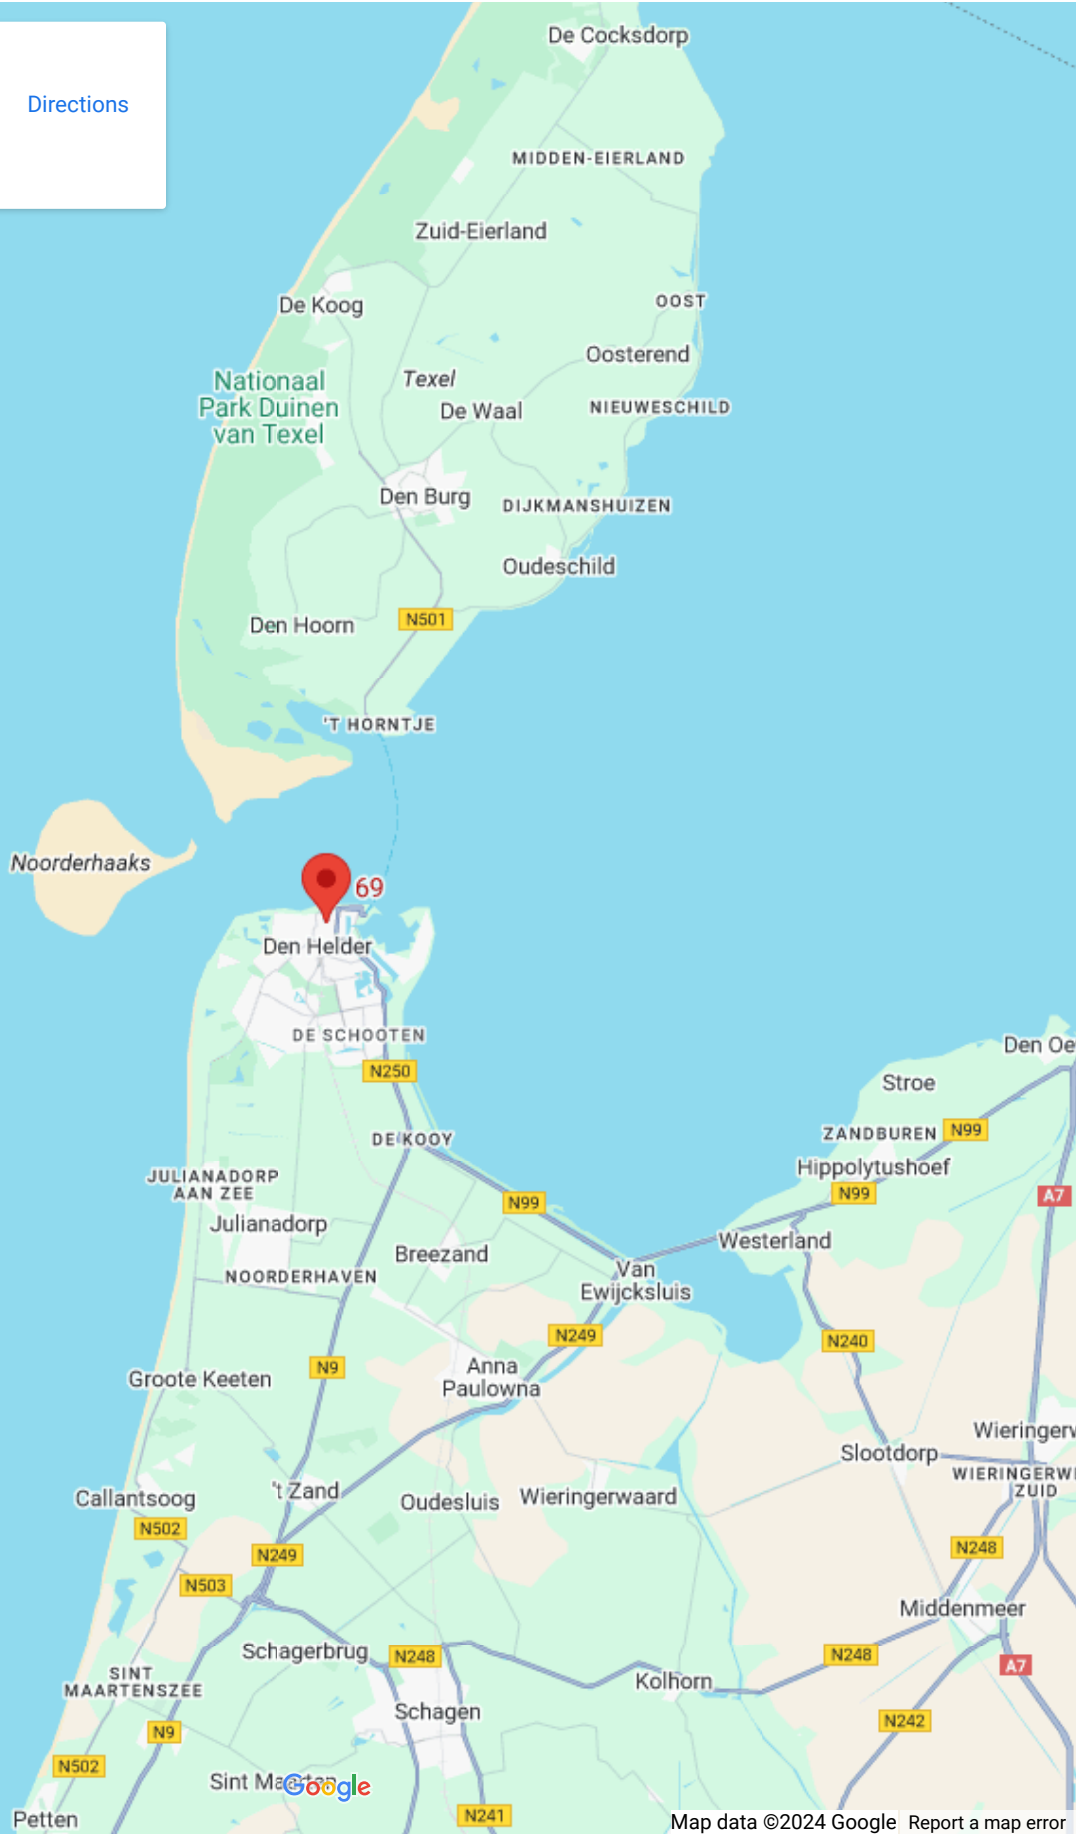 De Cocksdorp
Directions
MIDDEN-EIERLAND
Zuid-Eierland
OOST
De Koog
Oosterend
Nationaal
Park Duinen
van Texel
Texel
De Waal
NIEUWESCHILD
Den Burg
DIJKMANSHUIZEN
Oudeschild
Den Hoorn
N501
'T HORNTJE
Noorderhaaks
69
Den Helder
DE SCHOOTEN
Den Oe
N250
Stroe
DE KOOY
ZANDBUREN
N99
Hippolytushoef
JULIANADORP
AAN ZEE
N99
N99
A7
Julianadorp
Westerland
Breezand
NOORDERHAVEN
Van
Ewijcksluis
N249
N240
N9
Anna
Paulowna
Groote Keeten
Wieringerw
Slootdorp
WIERINGERWE
ZUID
't Zand
Callantsoog
Oudesluis
Wieringerwaard
N502
N249
N248
N503
Middenmeer
Schagerbrug
N248
N248
A7
SINT
MAARTENSZEE
Kolhorn
Schagen
N242
N9
N502
Sint Maarten
Google
Petten
N241
Map data ©2024 Google
Report a map error